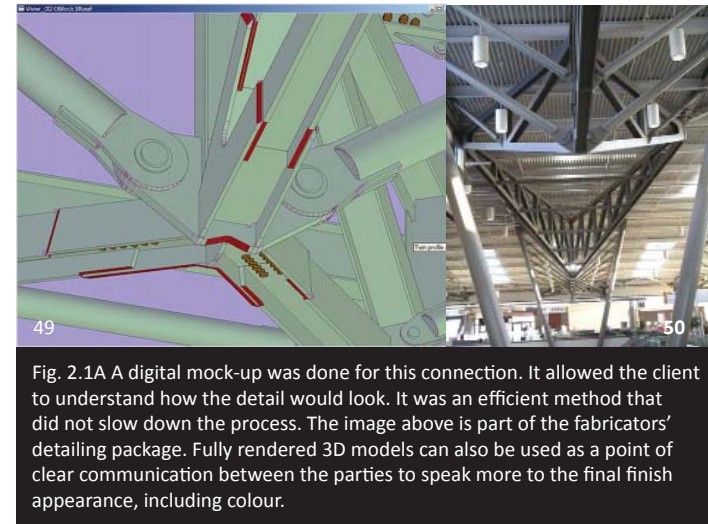 View _002 OBlock SRoof
Twin profile
49
50
Fig. 2.1A A digital mock-up was done for this connection. It allowed the client
to understand how the detail would look. It was an efficient method that
did not slow down the process. The image above is part of the fabricators’
detailing package. Fully rendered 3D models can also be used as a point of
clear communication between the parties to speak more to the final finish
appearance, including colour.